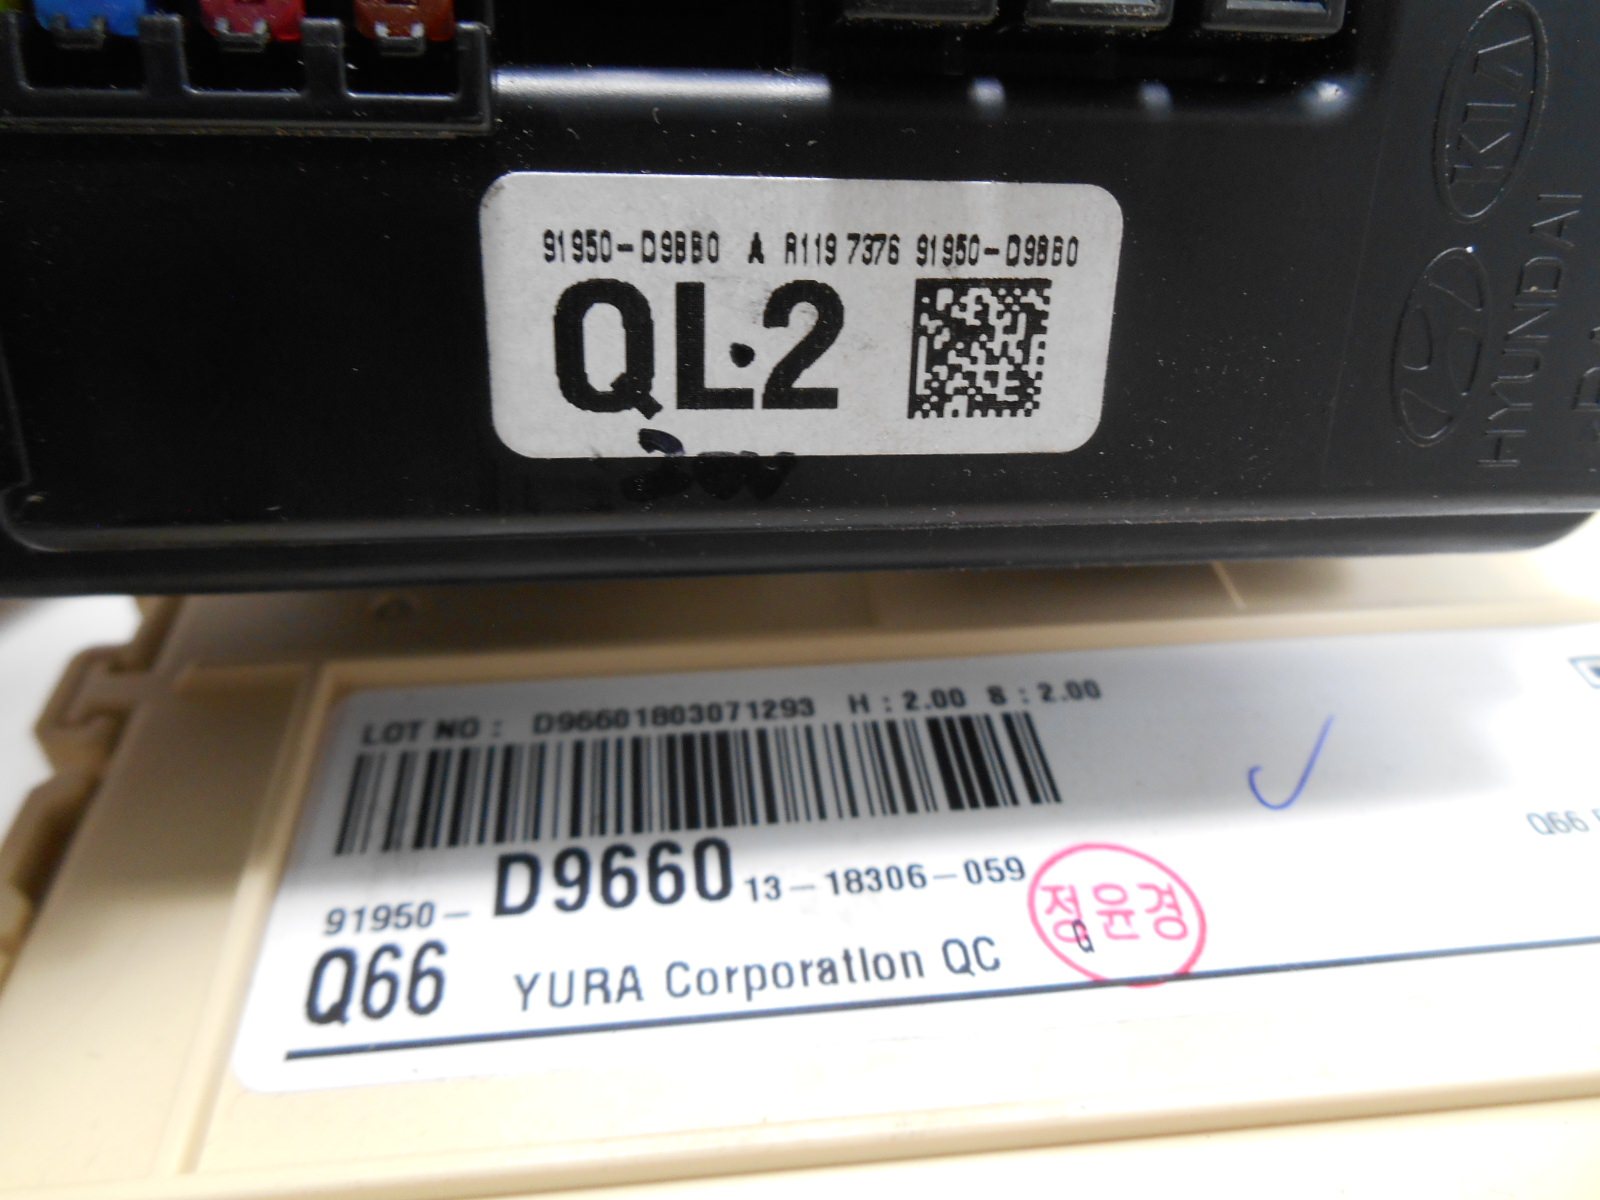 KIA
HYUNDAI
91950-D9BB0 A R119 7376 91950-D9BB0
QL2
LOT NO : D96601803071293 H : 2.00 S : 2.00
91950- D9660 13-18306-059
Q66 YURA Corporation QC G
정윤경
Q66